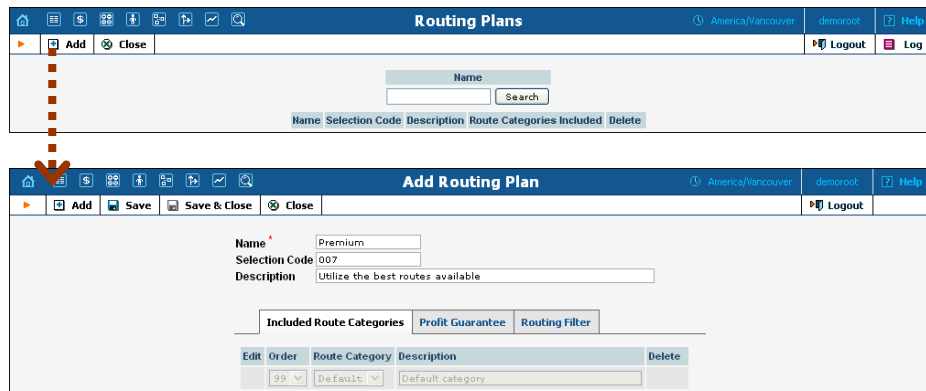 Routing Plans America/Vancouver demoroot ? Help
Add Close Logout Log
Name
Search
Name Selection Code Description Route Categories Included Delete
Add Routing Plan America/Vancouver demoroot ? Help
Add Save Save & Close Close Logout
Name * Premium
Selection Code 007
Description Utilize the best routes available
Included Route Categories Profit Guarantee Routing Filter
Edit Order Route Category Description Delete
99 Default Default category